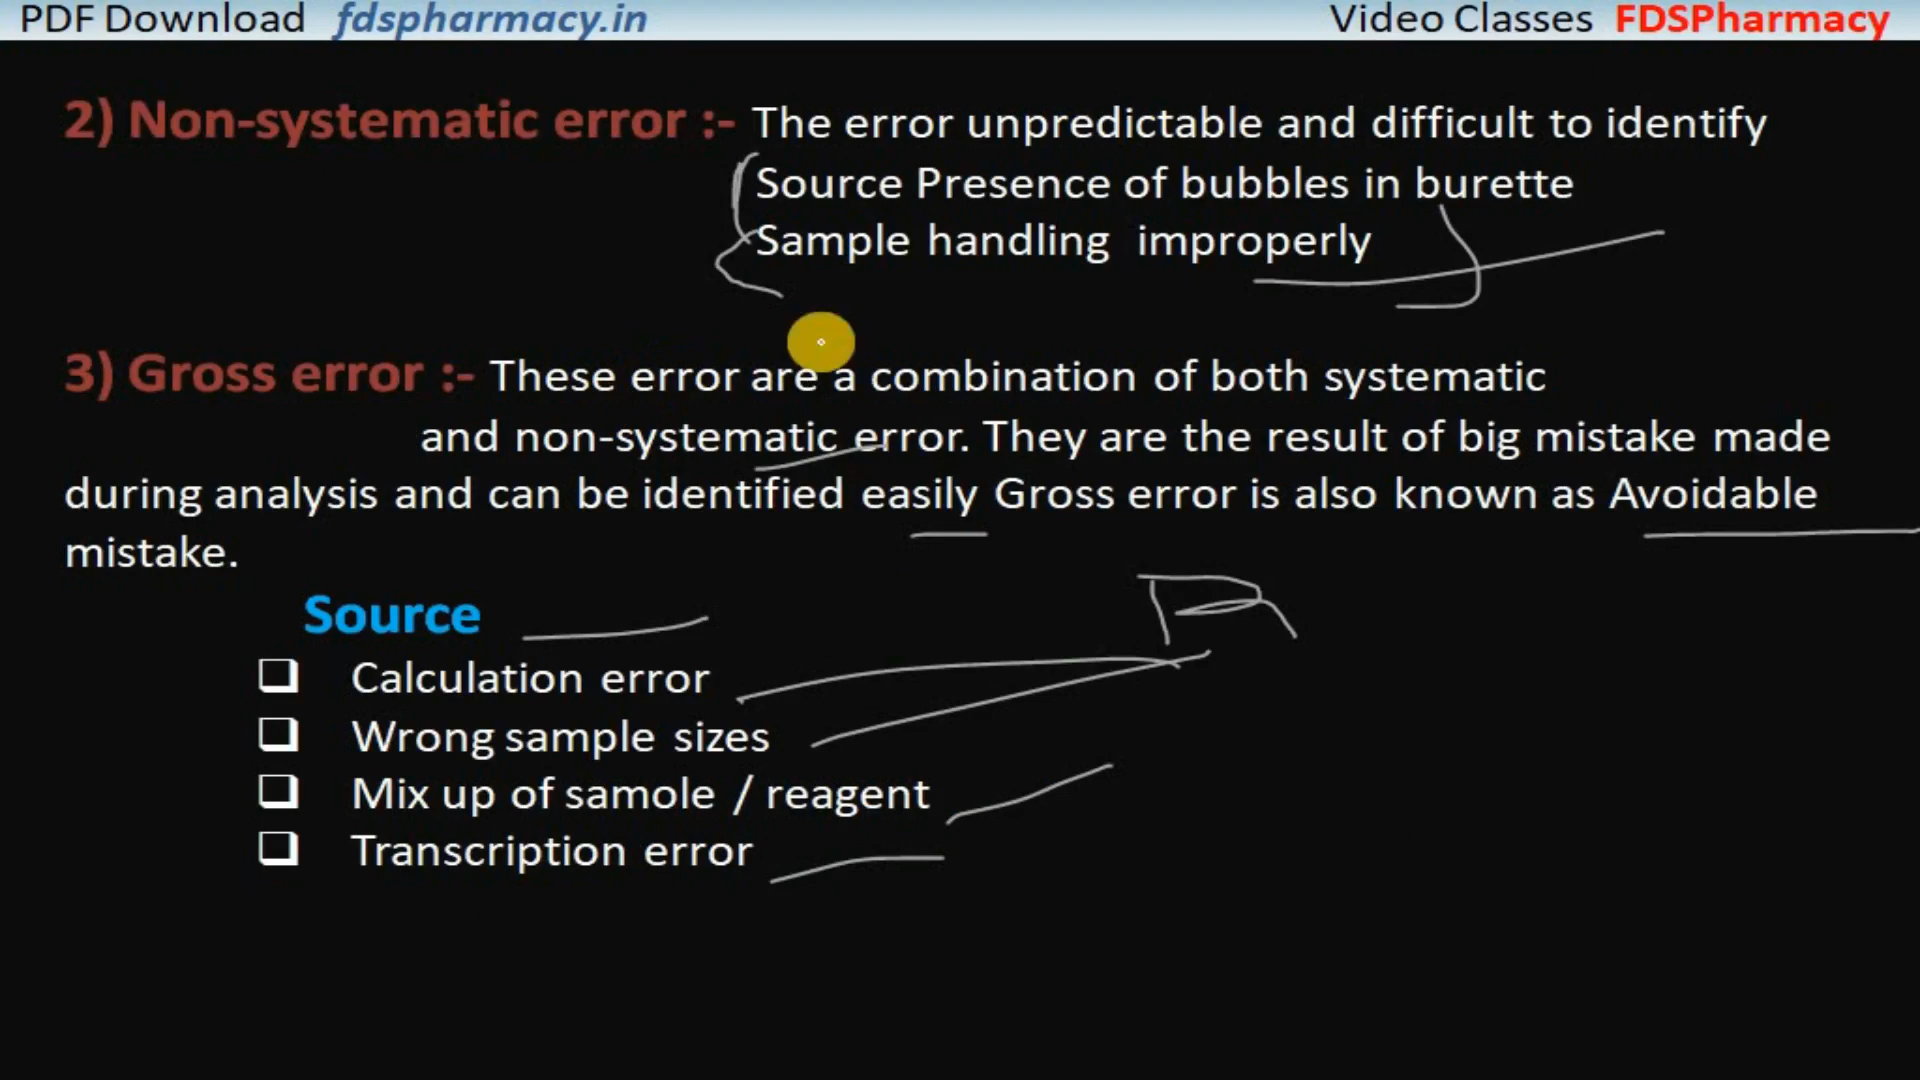 PDF Download fdspharmacy.in Video Classes FDSPharmacy
2) Non-systematic error :- The error unpredictable and difficult to identify
Source Presence of bubbles in burette
Sample handling improperly
3) Gross error :- These error are a combination of both systematic
and non-systematic error. They are the result of big mistake made
during analysis and can be identified easily Gross error is also known as Avoidable
mistake.
Source
Calculation error
Wrong sample sizes
Mix up of samole / reagent
Transcription error